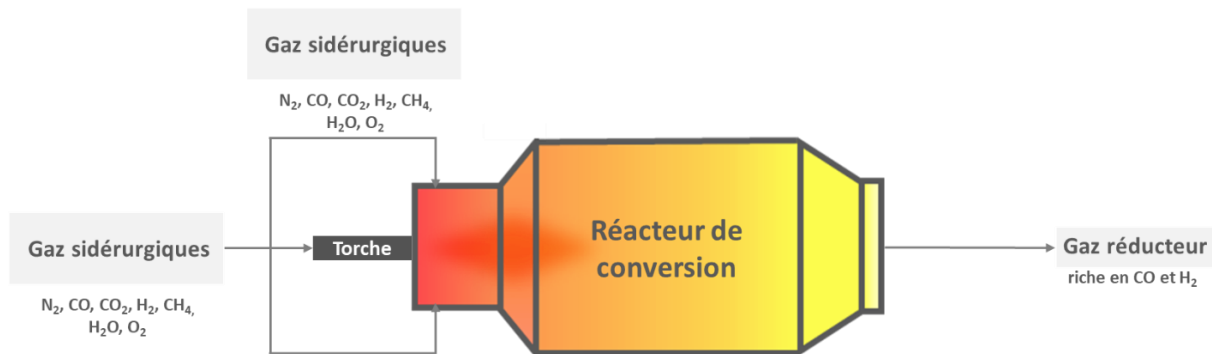 Gaz sidérurgiques
N₂, CO, CO₂, H₂, CH₄,
H₂O, O₂
Gaz sidérurgiques
N₂, CO, CO₂, H₂, CH₄,
H₂O, O₂
Torche
Réacteur de
conversion
Gaz réducteur
riche en CO et H₂